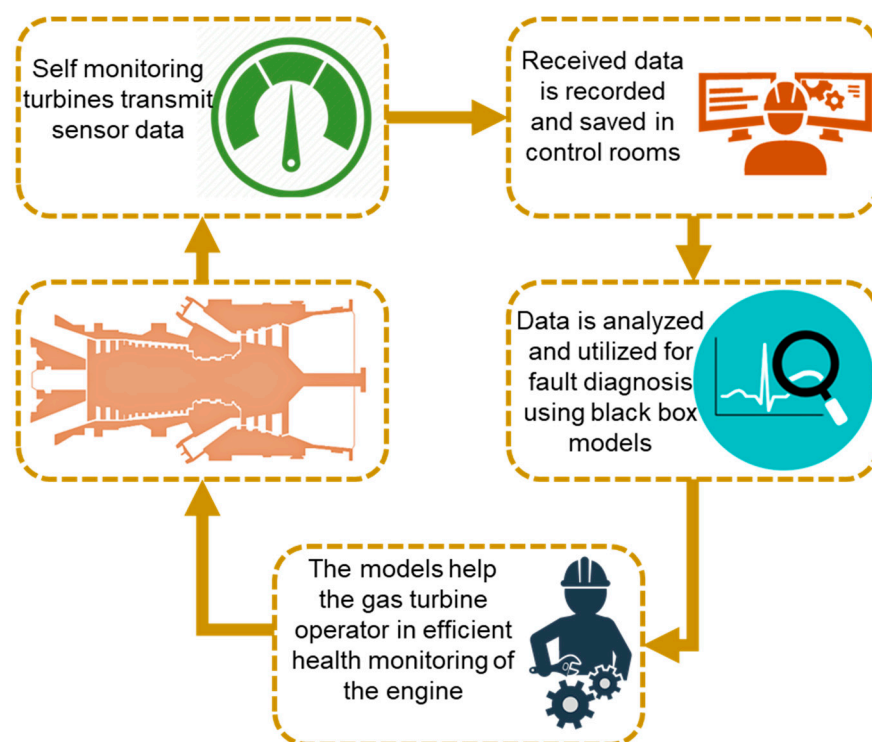 Self monitoring
turbines transmit
sensor data
Received data
is recorded
and saved in
control rooms
Data is analyzed
and utilized for
fault diagnosis
using black box
models
The models help
the gas turbine
operator in efficient
health monitoring of
the engine